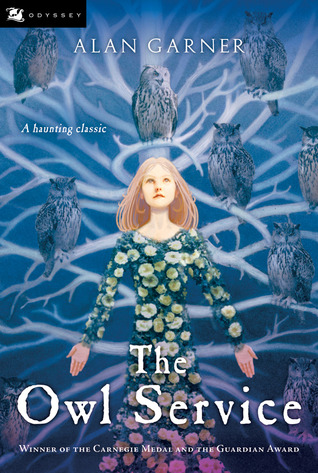 ODYSSEY
ALAN GARNER
A haunting classic
The
Owl Service
WINNER OF THE CARNEGIE MEDAL AND THE GUARDIAN AWARD